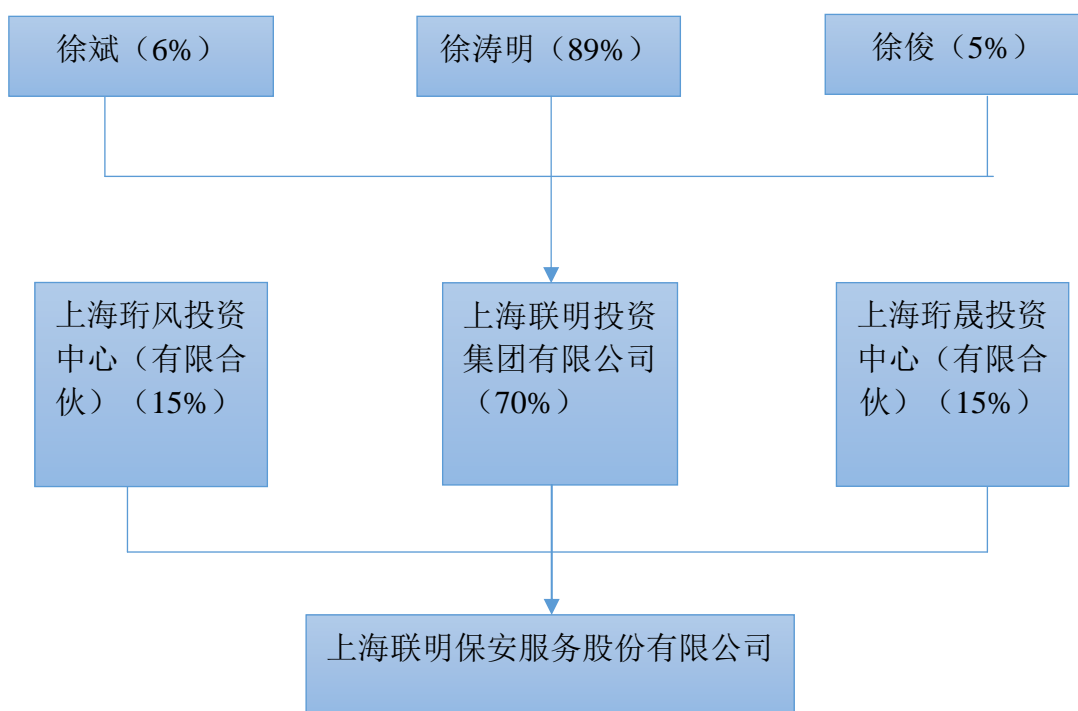 徐斌（6%）
徐涛明（89%）
徐俊（5%）
上海珩风投资
中心（有限合
伙）（15%）
上海联明投资
集团有限公司
（70%）
上海珩晟投资
中心（有限合
伙）（15%）
上海联明保安服务股份有限公司